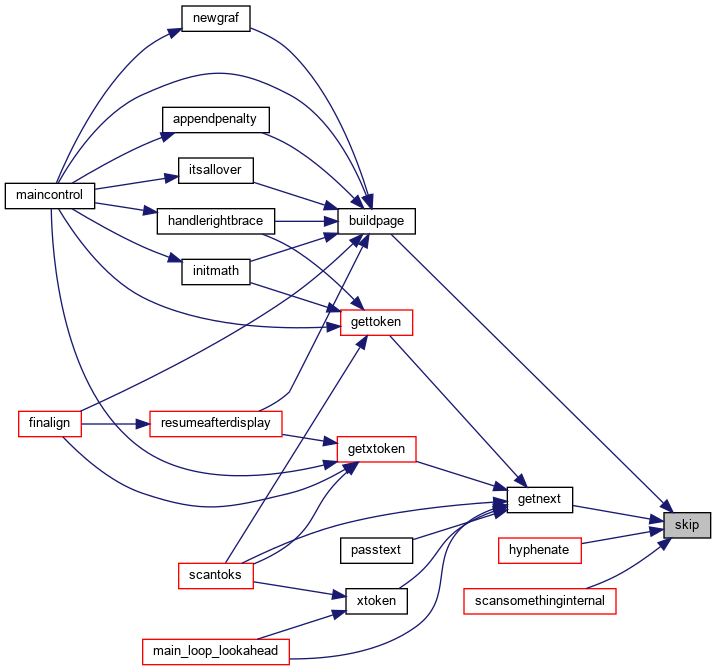 newgraf
appendpenalty
itsallover
maincontrol
handlerightbrace
buildpage
initmath
gettoken
finalign
resumeafterdisplay
getxtoken
getnext
skip
passtext
hyphenate
scantoks
xtoken
scansomethinginternal
main_loop_lookahead